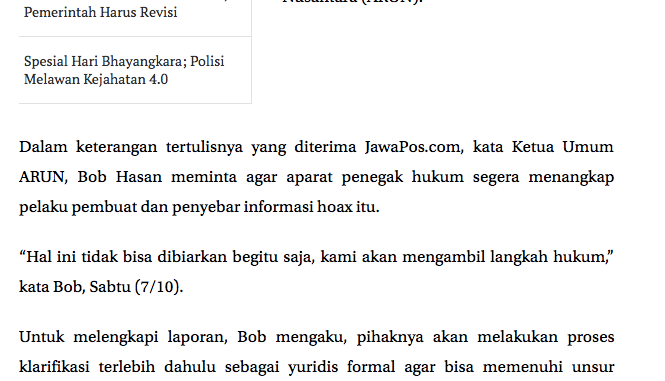 Pemerintah Harus Revisi
Nusantara (ARUN).
Spesial Hari Bhayangkara; Polisi
Melawan Kejahatan 4.0
Dalam keterangan tertulisnya yang diterima JawaPos.com, kata Ketua Umum
ARUN, Bob Hasan meminta agar aparat penegak hukum segera menangkap
pelaku pembuat dan penyebar informasi hoax itu.
“Hal ini tidak bisa dibiarkan begitu saja, kami akan mengambil langkah hukum,”
kata Bob, Sabtu (7/10).
Untuk melengkapi laporan, Bob mengaku, pihaknya akan melakukan proses
klarifikasi terlebih dahulu sebagai yuridis formal agar bisa memenuhi unsur